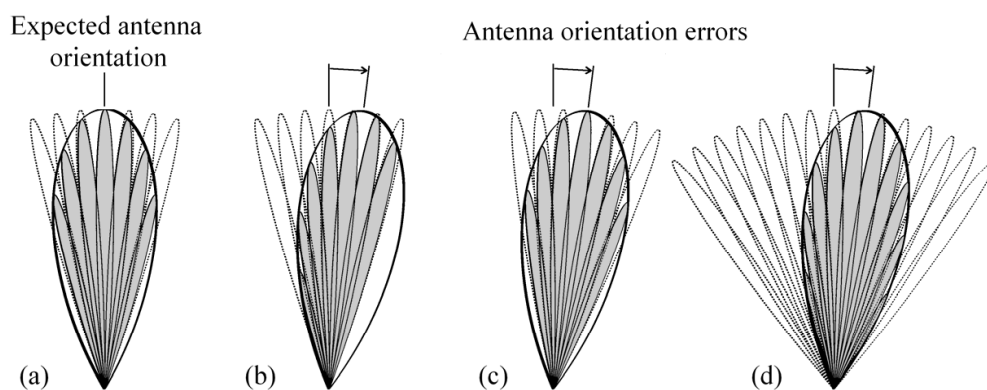 Expected antenna
orientation
Antenna orientation errors
(a)
(b)
(c)
(d)